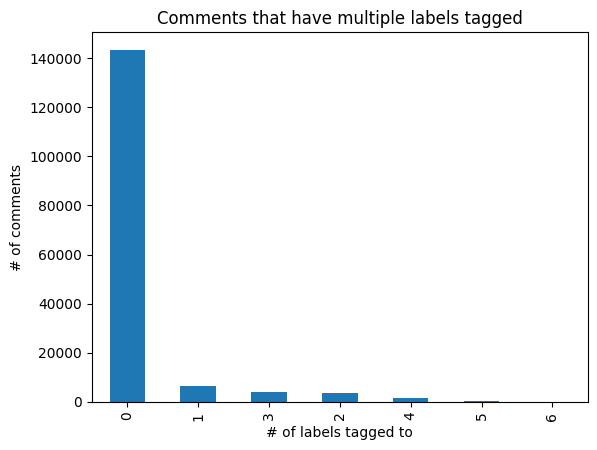 Comments that have multiple labels tagged
140000
120000
100000
80000
60000
40000
20000
0
# of comments
0 1 3 2 4 5 6
# of labels tagged to